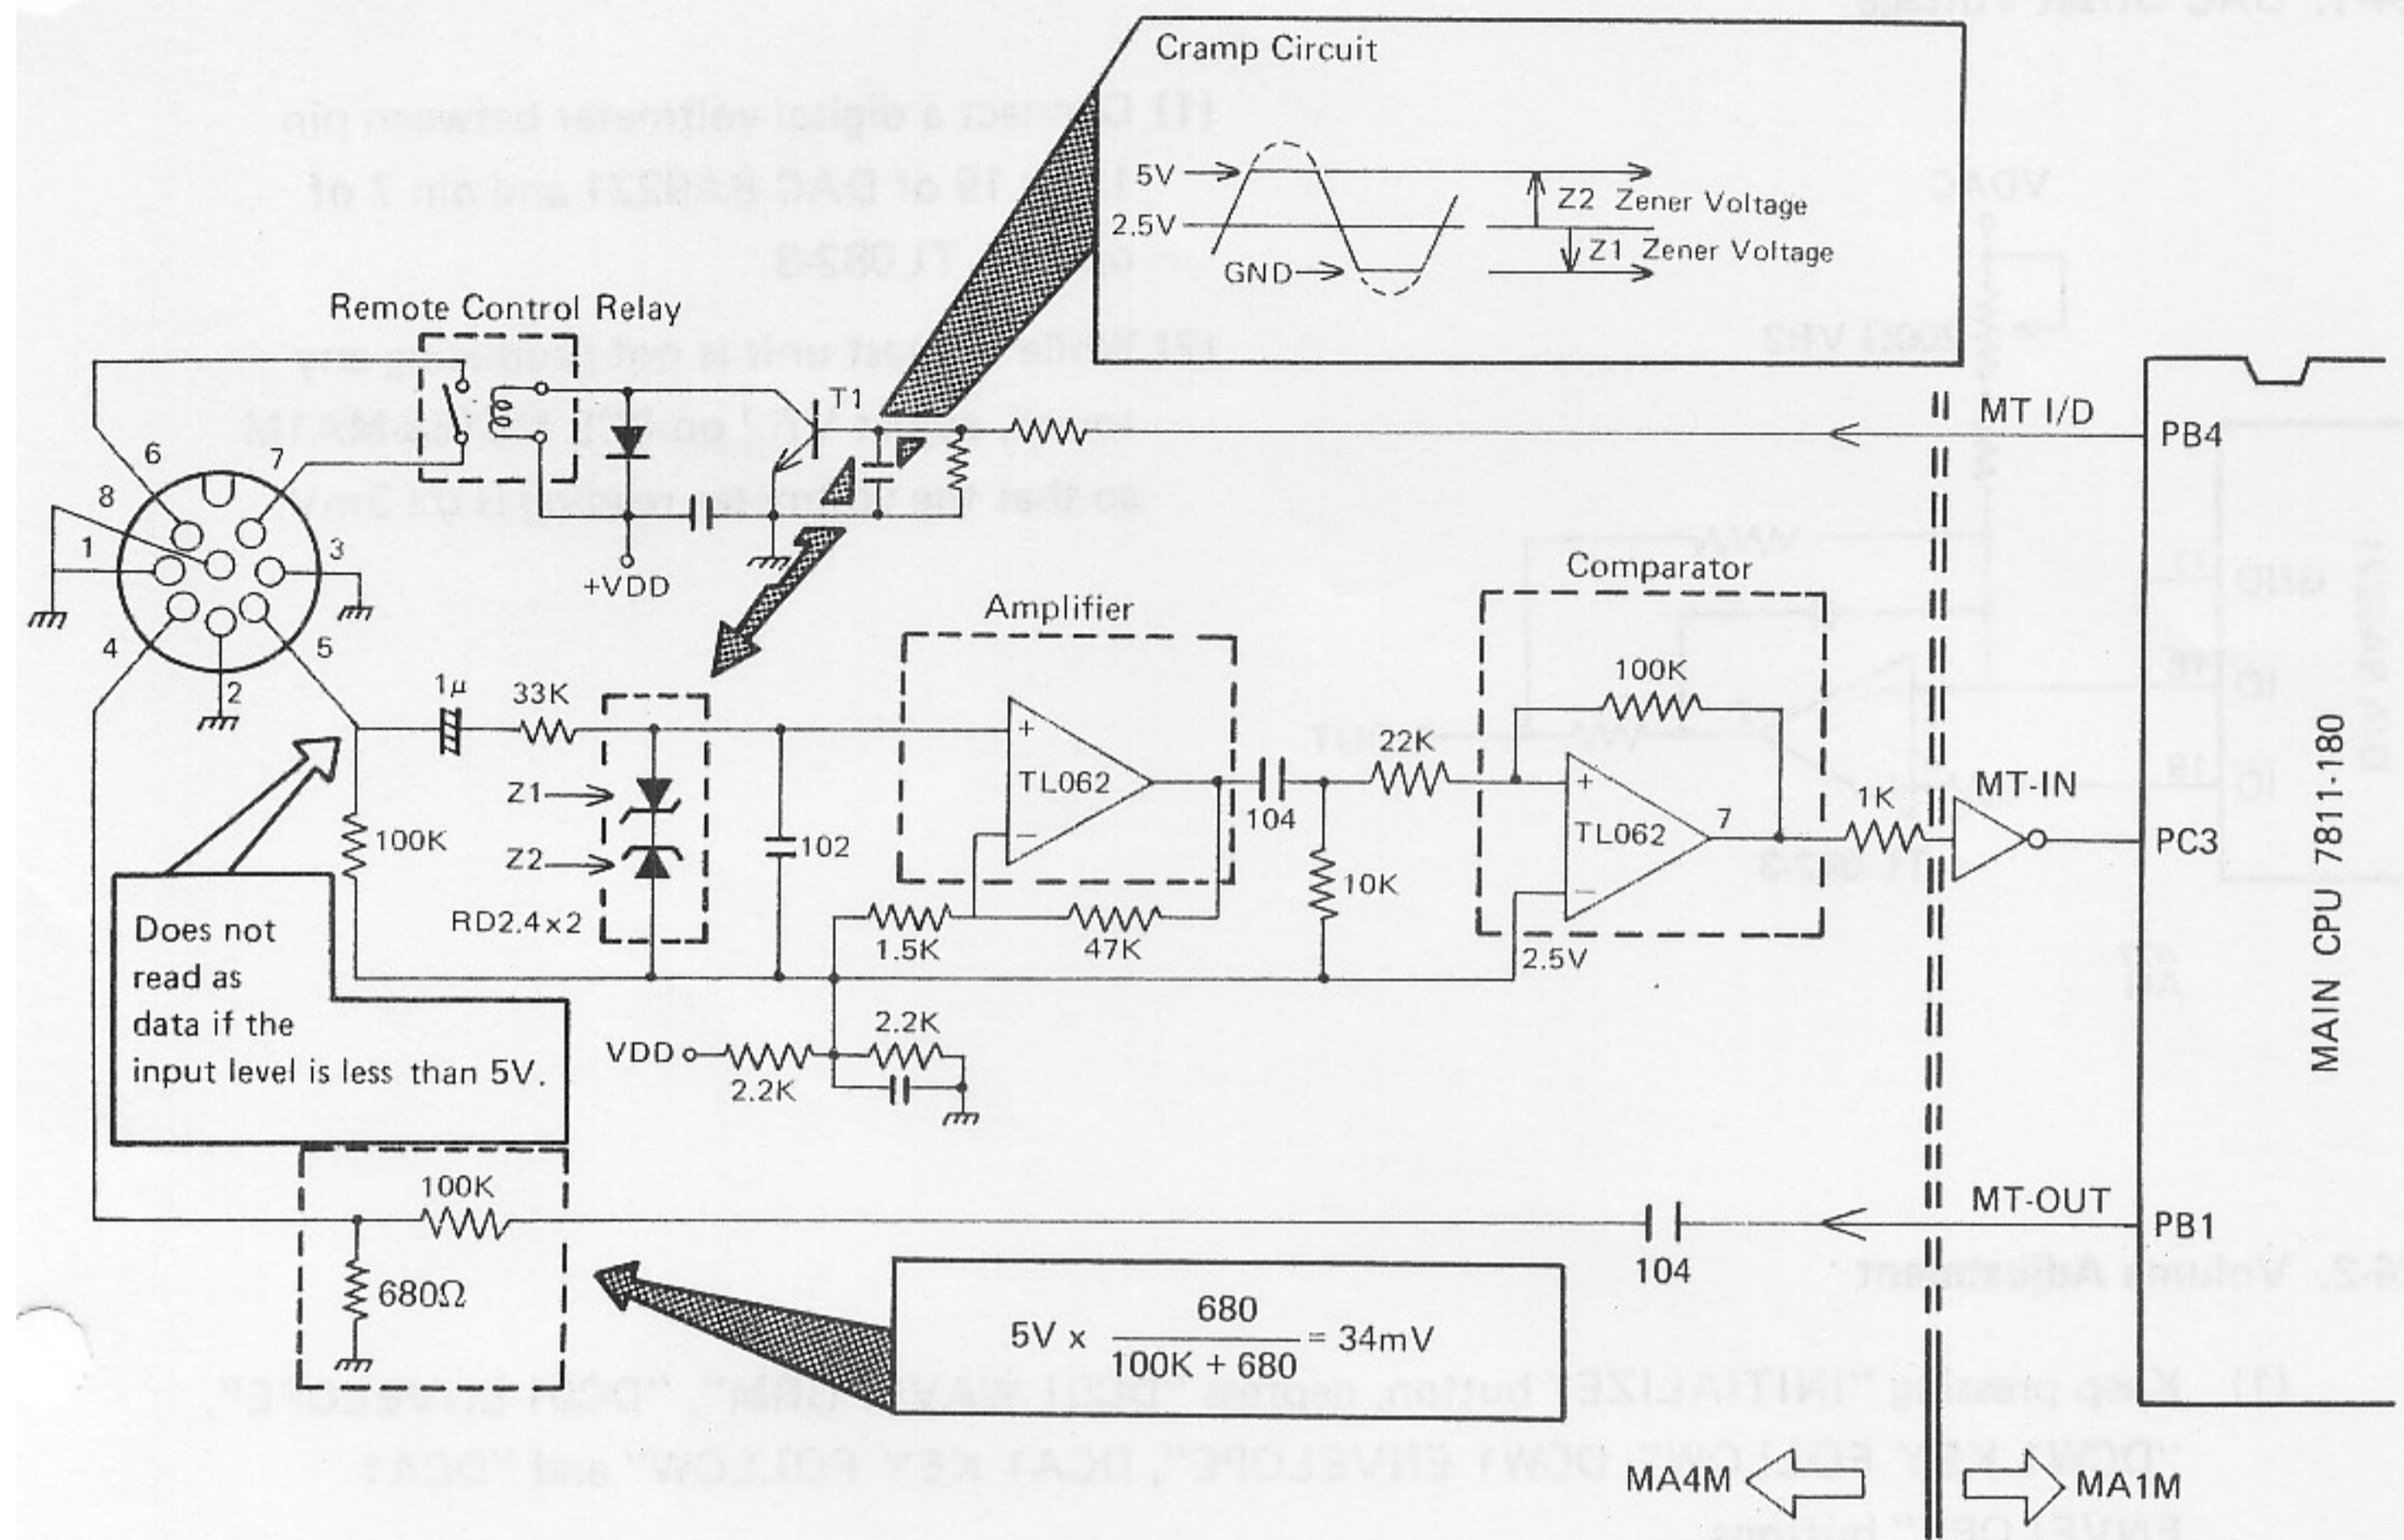 Cramp Circuit
5V
2.5V
GND
Z2 Zener Voltage
Z1 Zener Voltage
Remote Control Relay
T1
MT I/D
PB4
6
7
8
1
3
4
5
2
+VDD
Amplifier
Comparator
1μ
33K
Z1
Z2
RD2.4x2
100K
102
+
TL062
−
1.5K
47K
104
22K
10K
100K
+
TL062
−
7
2.5V
1K
MT-IN
PC3
MAIN CPU 7811-180
Does not
read as
data if the
input level is less than 5V.
VDD
2.2K
2.2K
100K
680Ω
104
MT-OUT
PB1
5V x 680 / 100K + 680 = 34mV
MA4M
MA1M